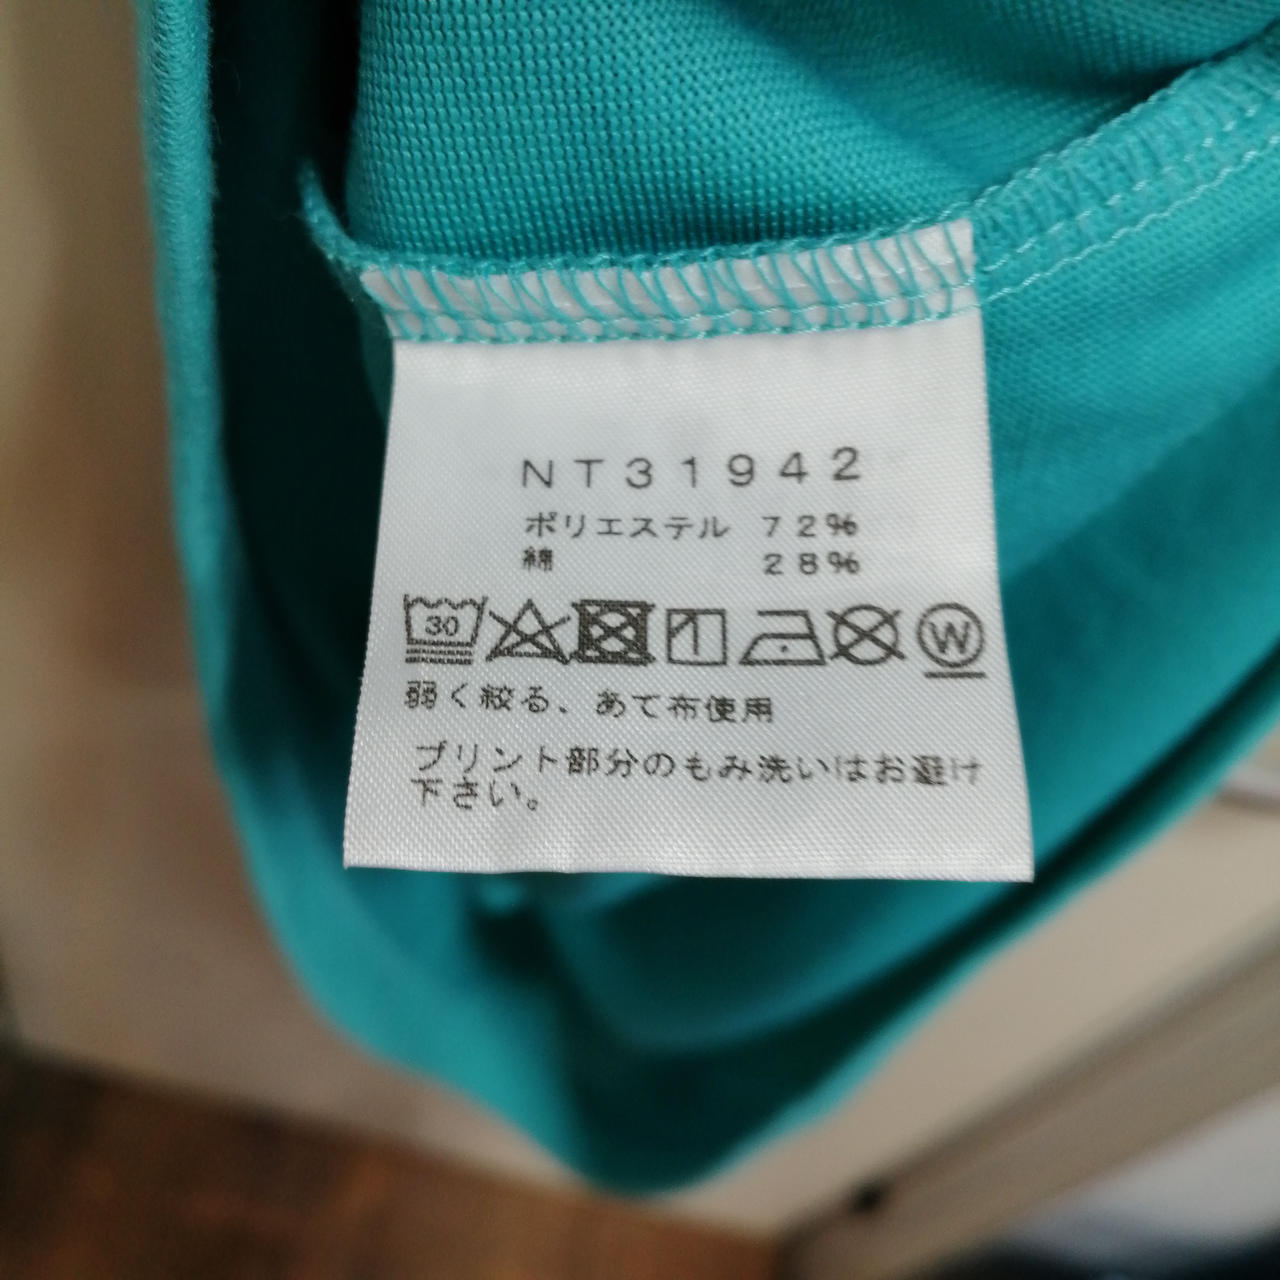 NT31942
ポリエステル 72%
綿 28%
30 W
弱く絞る、あて布使用
プリント部分のもみ洗いはお避け
下さい。